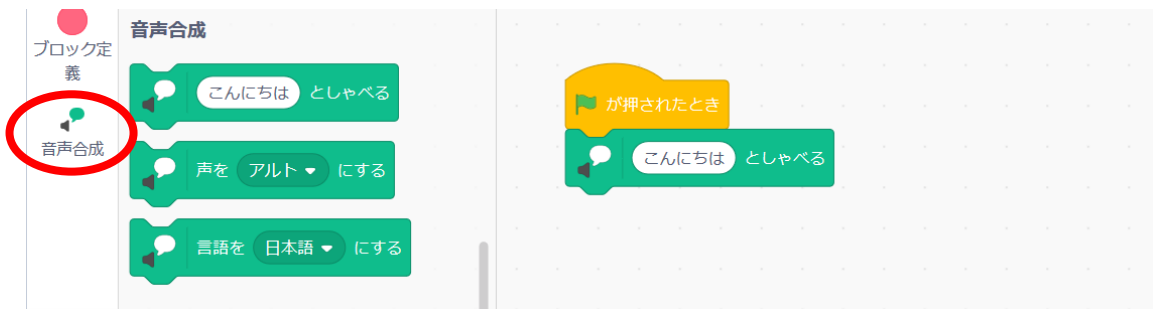 ブロック定
義
音声合成
音声合成
こんにちは としゃべる
声を アルト にする
言語を 日本語 にする
が押されたとき
こんにちは としゃべる